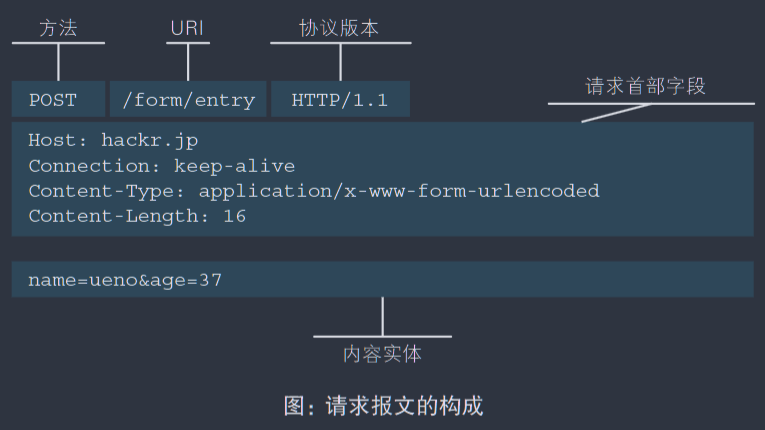 方法 URI 协议版本
请求首部字段
POST /form/entry HTTP/1.1
Host: hackr.jp
Connection: keep-alive
Content-Type: application/x-www-form-urlencoded
Content-Length: 16
name=ueno&age=37
内容实体
图: 请求报文的构成